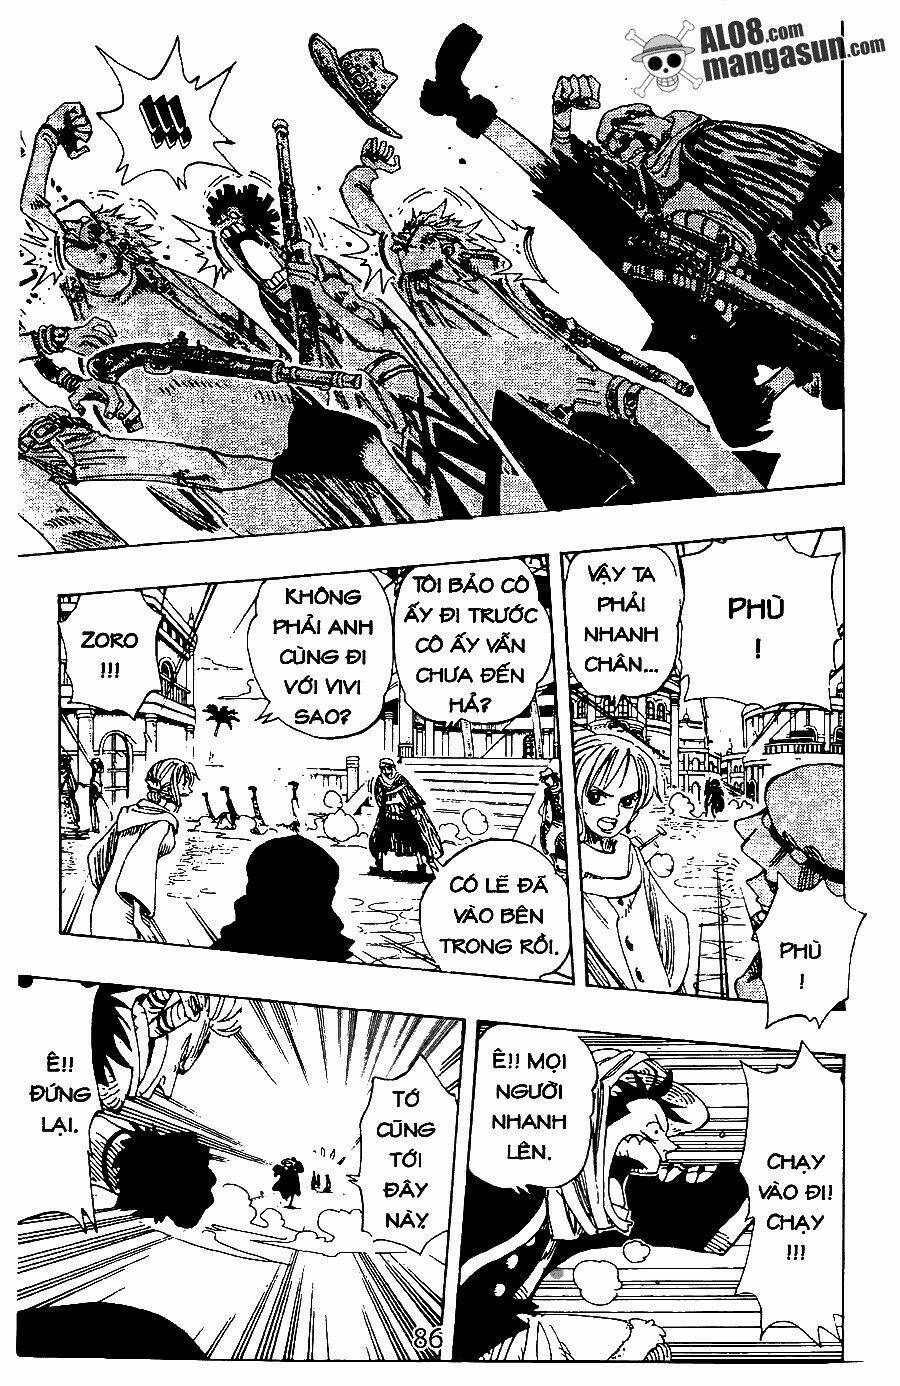 AL08.com
mangasun.com
!!!
PHÙ
!
VẬY TA
PHẢI
NHANH
CHÂN...
PHÙ
!
TÔI BẢO CÔ
ẤY ĐI TRƯỚC
CÔ ẤY VẪN
CHƯA ĐẾN
HẢ?
KHÔNG
PHẢI ANH
CÙNG ĐI
VỚI VIVI
SAO?
ZORO
!!!
CÓ LẼ ĐÃ
VÀO BÊN
TRONG RỒI.
CHẠY
VÀO ĐI!
CHẠY
!!!
Ê!! MỌI
NGƯỜI
NHANH
LÊN.
TỚ
CŨNG
TỚI
ĐÂY
NÀY.
Ê!!
ĐỨNG
LẠI.
86